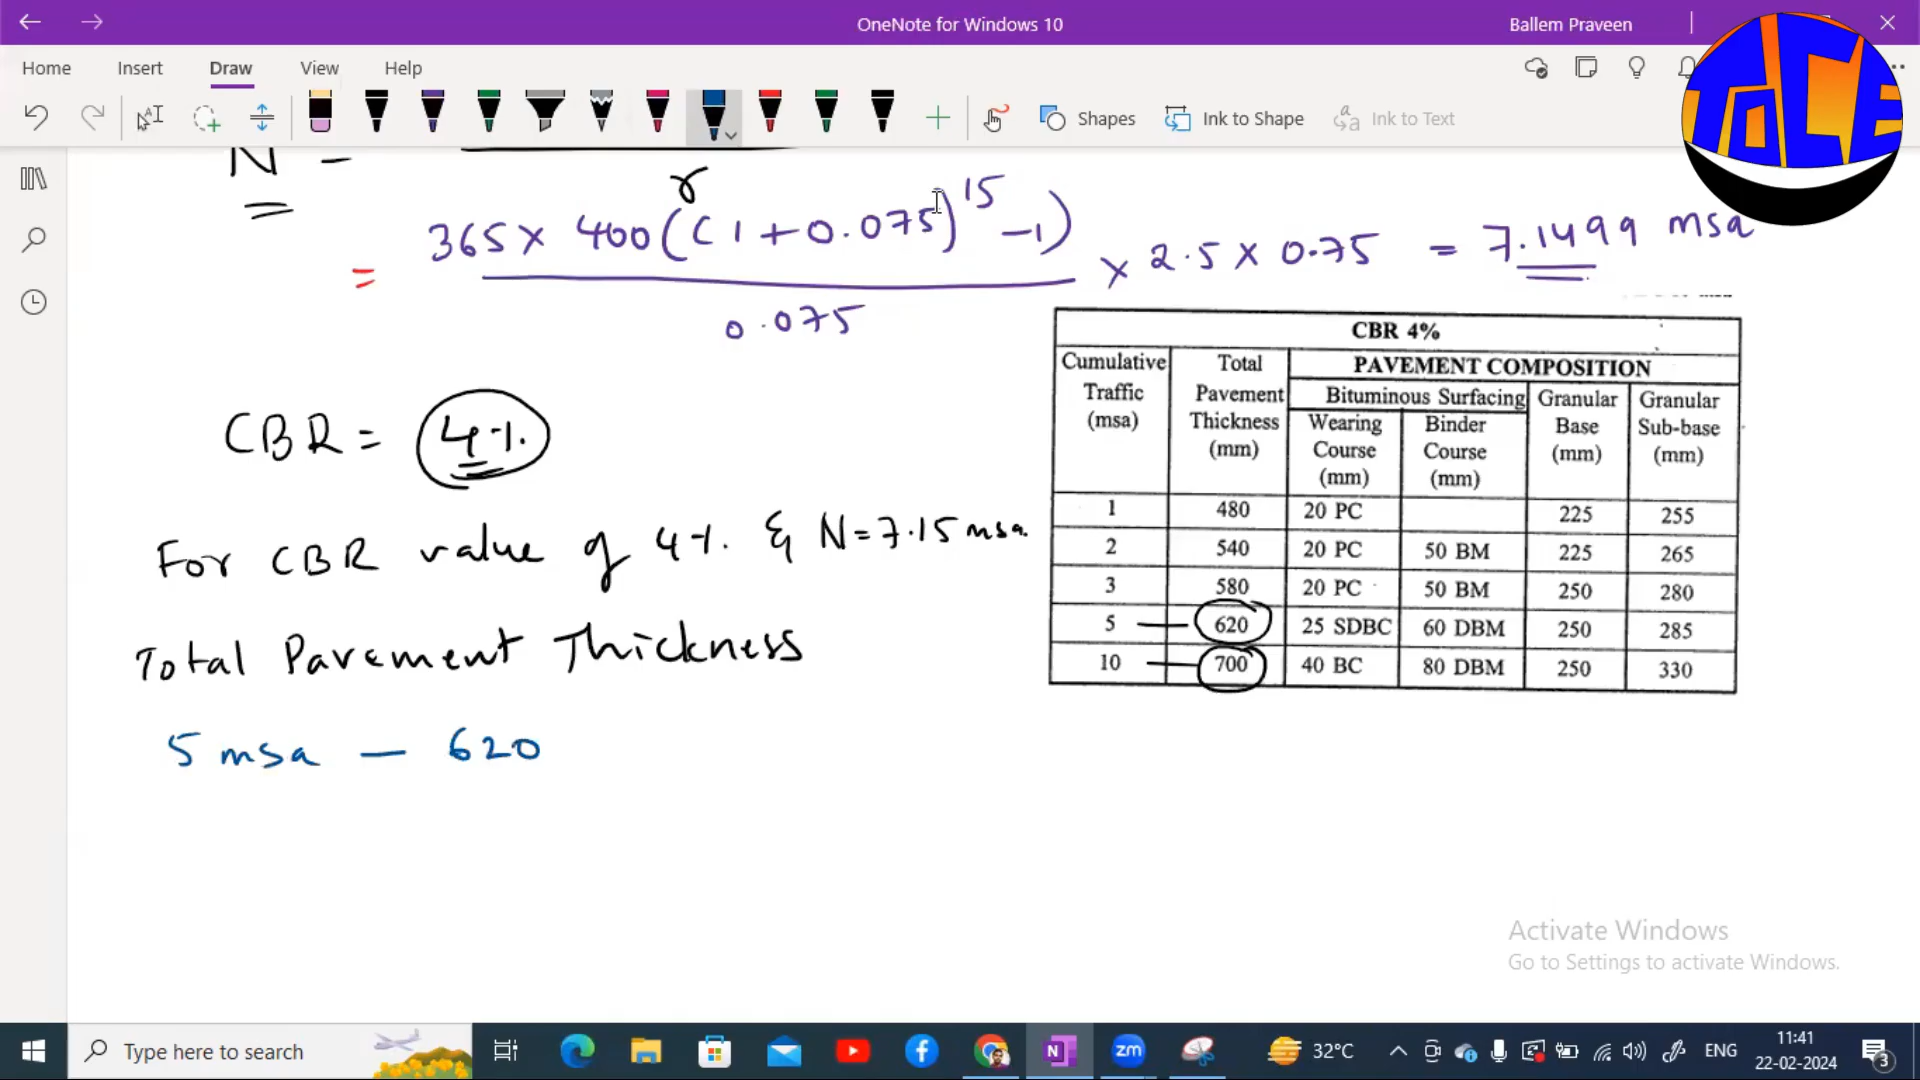 OneNote for Windows 10
Ballem Praveen
Home Insert Draw View Help
Shapes Ink to Shape Ink to Text
TOCE
N =
r
= 365 x 400 ((1+0.075)^15 -1) x 2.5 x 0.75 = 7.1499 msa
0.075
CBR = 4%.
For CBR value of 4%. & N=7.15 msa.
Total Pavement Thickness
5 msa — 620
CBR 4%
Cumulative Traffic (msa) Total Pavement Thickness (mm) PAVEMENT COMPOSITION
Bituminous Surfacing Granular Base (mm) Granular Sub-base (mm)
Wearing Course (mm) Binder Course (mm)
1 480 20 PC 225 255
2 540 20 PC 50 BM 225 265
3 580 20 PC 50 BM 250 280
5 620 25 SDBC 60 DBM 250 285
10 700 40 BC 80 DBM 250 330
Activate Windows
Go to Settings to activate Windows.
Type here to search
zm
32°C
ENG
11:41
22-02-2024
3